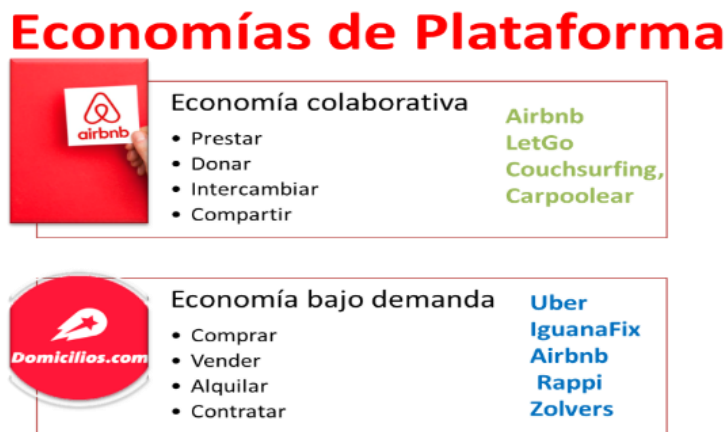 Economías de Plataforma
airbnb
Economía colaborativa
• Prestar
• Donar
• Intercambiar
• Compartir
Airbnb
LetGo
Couchsurfing,
Carpoolear
Domicilios.com
Economía bajo demanda
• Comprar
• Vender
• Alquilar
• Contratar
Uber
IguanaFix
Airbnb
Rappi
Zolvers